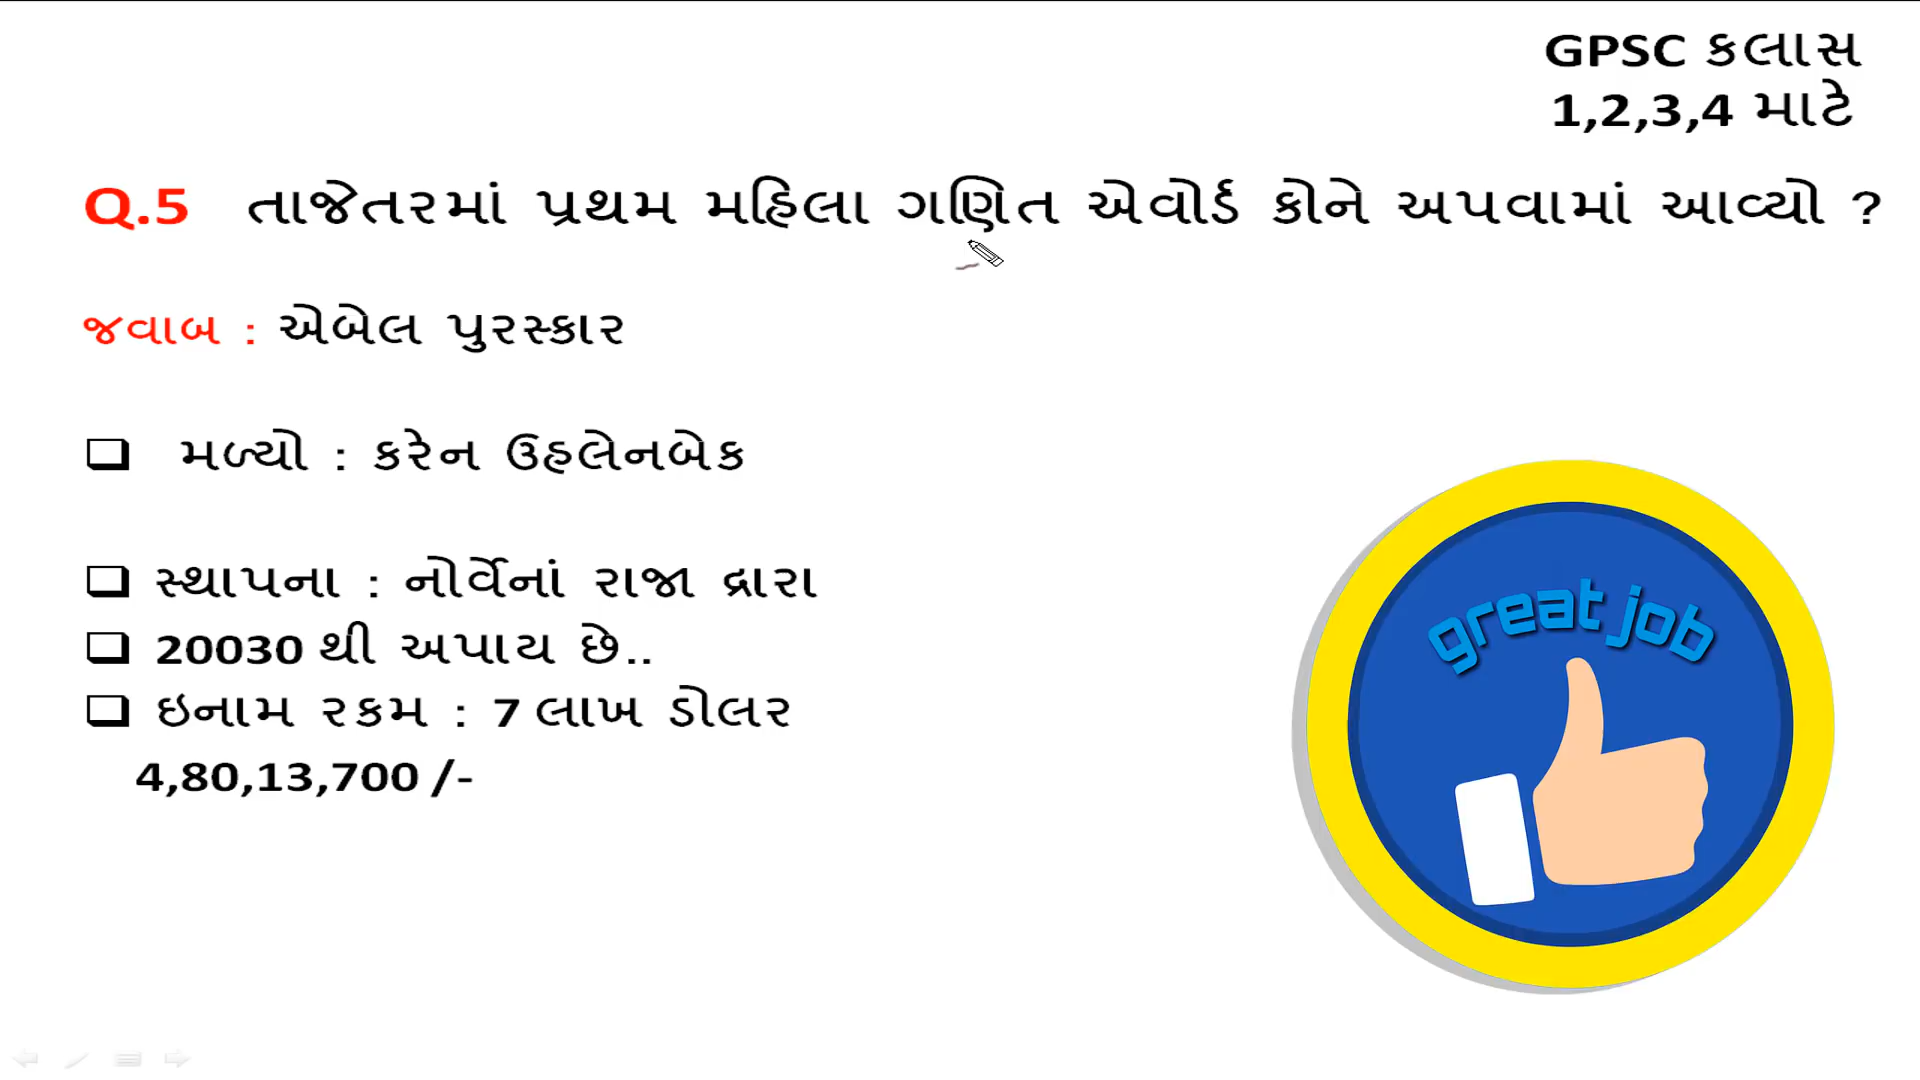 GPSC કલાસ
1,2,3,4 માટે
Q.5 તાજેતરમાં પ્રથમ મહિલા ગણિત એવોર્ડ કોને અપવામાં આવ્યો ?
જવાબ : એબેલ પુરસ્કાર
મળ્યો : કરેન ઉહલેનબેક
સ્થાપના : નોર્વેનાં રાજા દ્રારા
20030 થી અપાય છે..
ઇનામ રકમ : 7 લાખ ડોલર
4,80,13,700 /-
great job